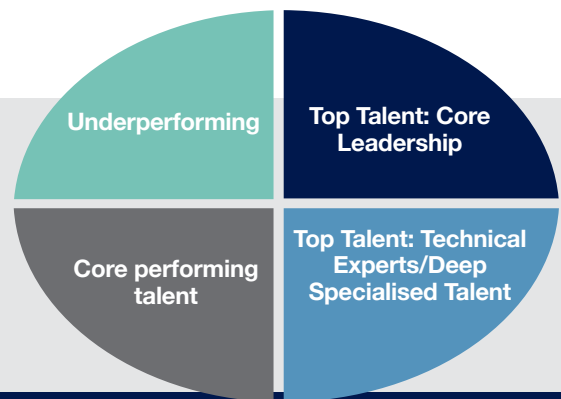 Underperforming
Top Talent: Core
Leadership
Core performing
talent
Top Talent: Technical
Experts/Deep
Specialised Talent